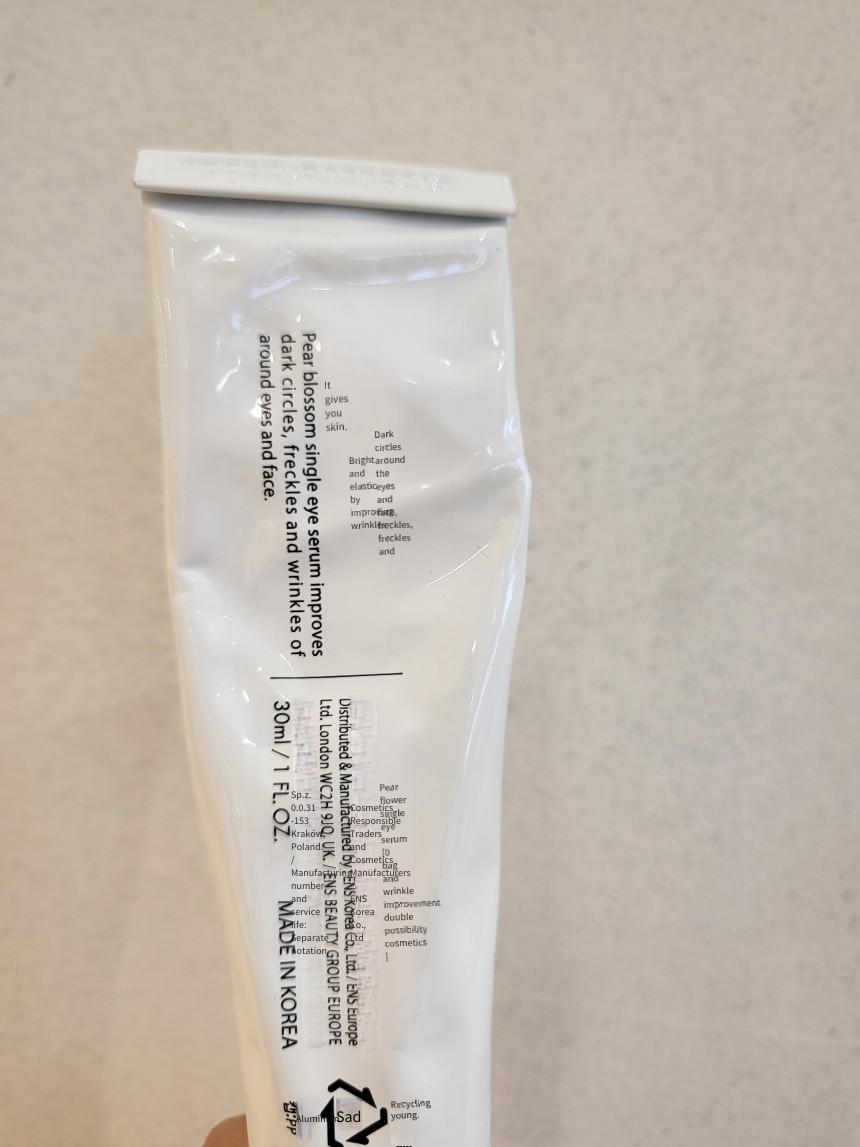 Pear blossom single eye serum improves
dark circles, freckles and wrinkles of
around eyes and face.
It
gives
you
skin.
Dark
circles
around
the
eyes
and
face,
freckles,
freckles
and
Bright
and
elastic
by
improving
wrinkles
Distributed & Manufactured by ENS Korea Co., Ltd. / ENS Europe
Ltd. London WC2H 9JQ, UK. / ENS BEAUTY GROUP EUROPE
30ml / 1 FL. OZ.
MADE IN KOREA
Pear
flower
single
eye
serum
[D
bag
and
wrinkle
improvement
double
possibility
cosmetics
]
Cosmetics
Responsible
Traders
and
Cosmetics
Manufacturers
:
ENS
Korea
Co.,
Ltd
Sp.z.
0.0.31
-153
Kraków,
Poland.
/
Manufacturing
number
and
service
life:
Separate
notation
Recycling
young.
Sad
Aluminum
캡:PP